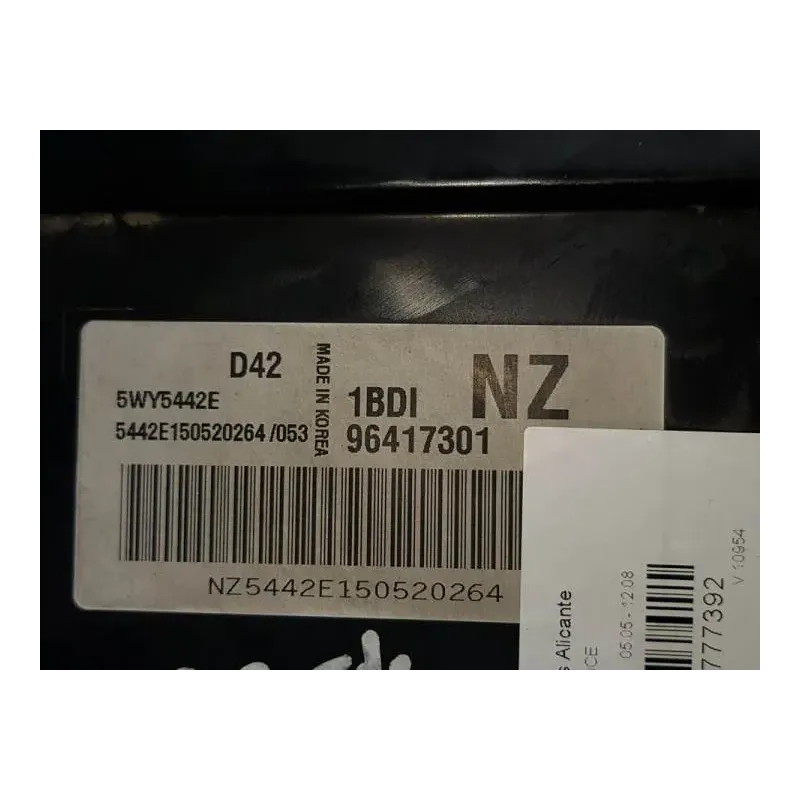 D42
5WY5442E
5442E150520264/053
MADE IN KOREA
1BDI
NZ
96417301
NZ5442E150520264
s Alicante
05.05 - 12.08
777392
V 10954